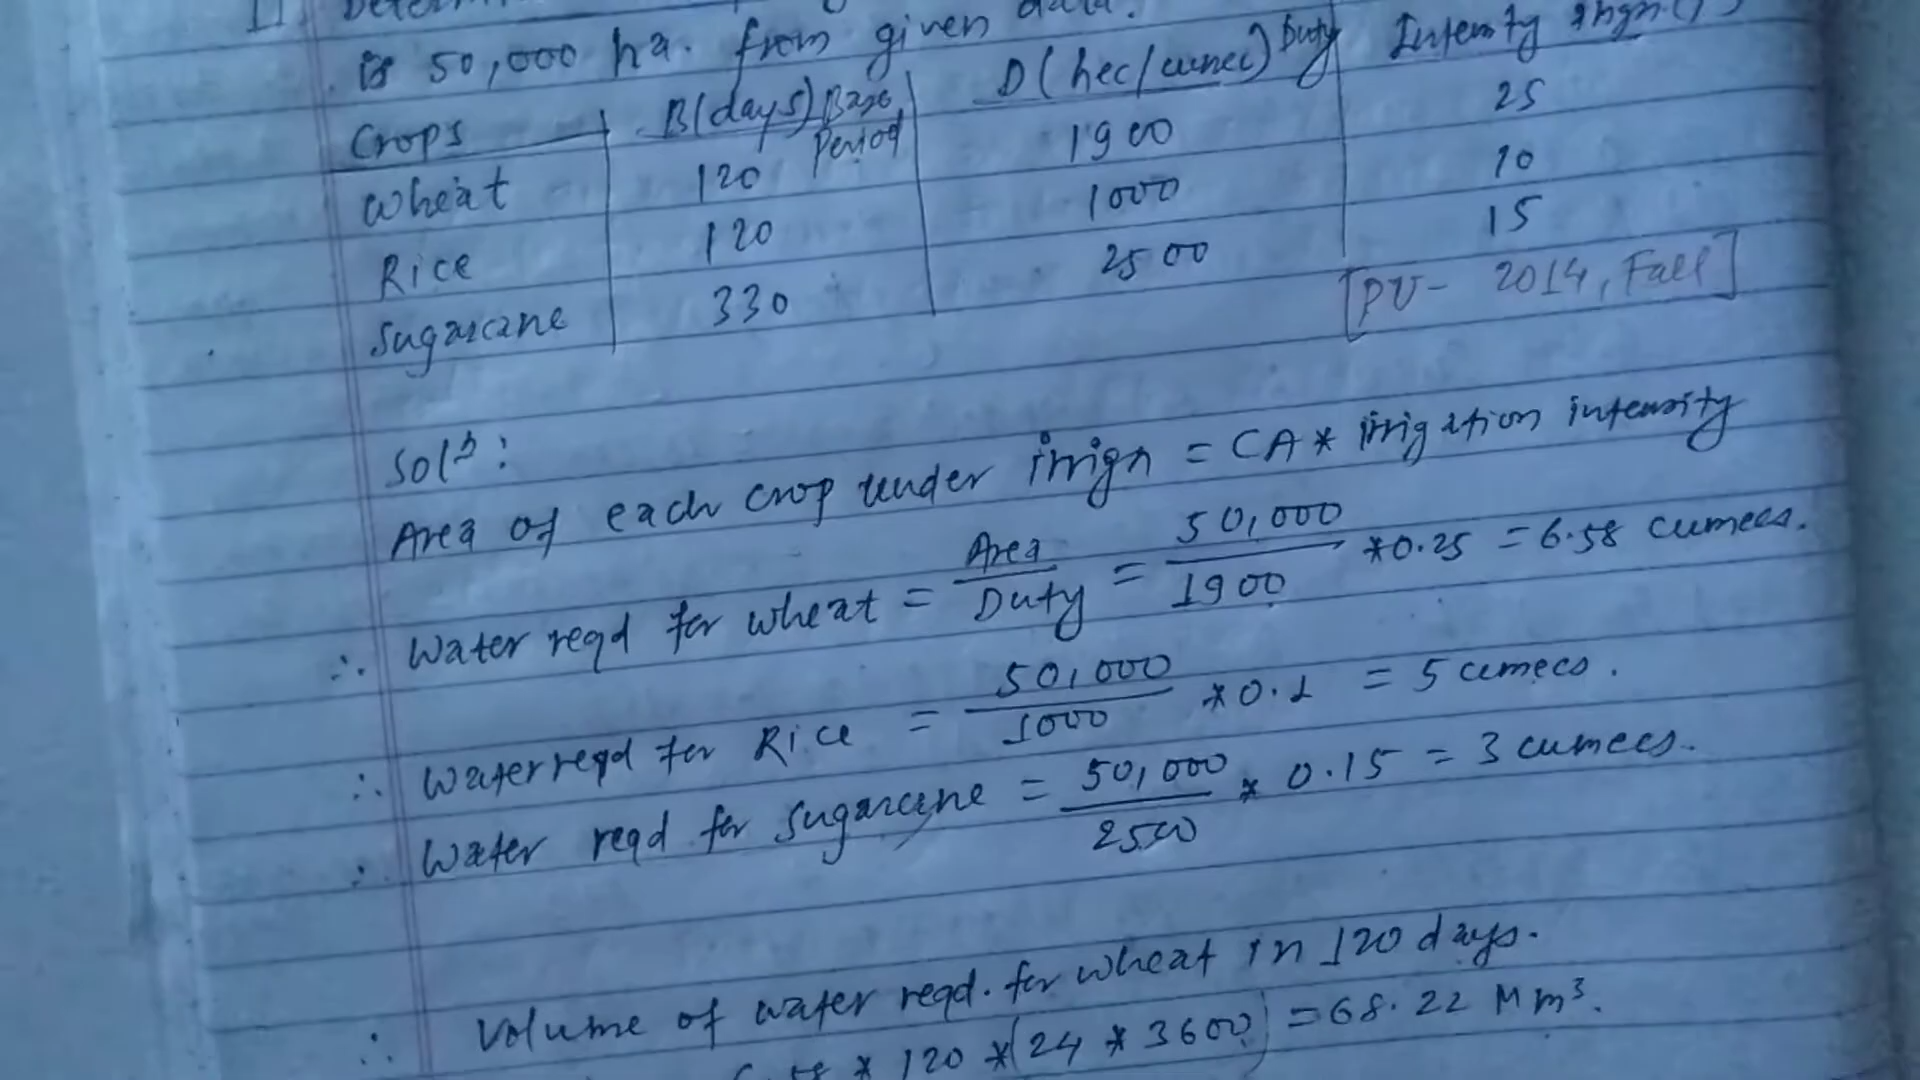 is 50,000 ha. from given data.
Crops B(days) Base Period D(hec/cumec) Duty Intensity irrign.
Wheat 120 1900 25
Rice 120 1000 10
Sugarcane 330 2500 15
[PU- 2014, Fall]
Soln:
Area of each crop under irrign = CA * irrigation intensity
∴ Water reqd for wheat = Area / Duty = 50,000 / 1900 * 0.25 = 6.58 cumecs.
∴ Water reqd for Rice = 50,000 / 1000 * 0.1 = 5 cumecs.
∴ Water reqd for sugarcane = 50,000 / 2500 * 0.15 = 3 cumecs.
∴ Volume of water reqd. for wheat in 120 days.
* 120 * (24 * 3600) = 68.22 Mm³.